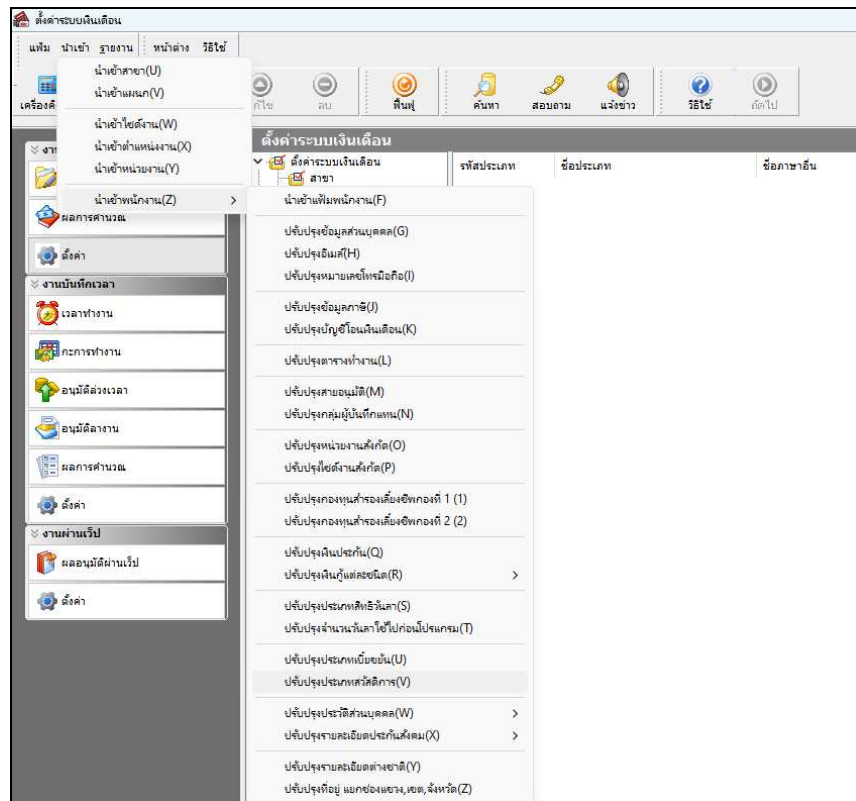 ตั้งค่าระบบเงินเดือน
แฟ้ม นำเข้า รายงาน หน้าต่าง วิธีใช้
นำเข้าสาขา(U)
นำเข้าแผนก(V)
นำเข้าไซต์งาน(W)
นำเข้าตำแหน่งงาน(X)
นำเข้าหน่วยงาน(Y)
นำเข้าพนักงาน(Z)
แก้ไข ลบ ฟื้นฟู ค้นหา สอบถาม แจ้งข่าว วิธีใช้ ถัดไป
ตั้งค่าระบบเงินเดือน
ตั้งค่าระบบเงินเดือน
สาขา
รหัสประเภท ชื่อประเภท ชื่อภาษาอื่น
ผลการคำนวณ
ตั้งค่า
งานบันทึกเวลา
เวลาทำงาน
กะการทำงาน
อนุมัติล่วงเวลา
อนุมัติลางาน
ผลการคำนวณ
ตั้งค่า
งานผ่านเว็ป
ผลอนุมัติผ่านเว็ป
ตั้งค่า
นำเข้าแฟ้มพนักงาน(F)
ปรับปรุงข้อมูลส่วนบุคคล(G)
ปรับปรุงอีเมล์(H)
ปรับปรุงหมายเลขโทรมือถือ(I)
ปรับปรุงข้อมูลภาษี(J)
ปรับปรุงบัญชีโอนเงินเดือน(K)
ปรับปรุงตารางทำงาน(L)
ปรับปรุงสายอนุมัติ(M)
ปรับปรุงกลุ่มผู้บันทึกแทน(N)
ปรับปรุงหน่วยงานสังกัด(O)
ปรับปรุงไซต์งานสังกัด(P)
ปรับปรุงกองทุนสำรองเลี้ยงชีพกองที่ 1 (1)
ปรับปรุงกองทุนสำรองเลี้ยงชีพกองที่ 2 (2)
ปรับปรุงเงินประกัน(Q)
ปรับปรุงเงินกู้แต่ละชนิด(R)
ปรับปรุงประเภทสิทธิวันลา(S)
ปรับปรุงจำนวนวันลาใช้ไปก่อนโปรแกรม(T)
ปรับปรุงประเภทเบี้ยขยัน(U)
ปรับปรุงประเภทสวัสดิการ(V)
ปรับปรุงประวัติส่วนบุคคล(W)
ปรับปรุงรายละเอียดประกันสังคม(X)
ปรับปรุงรายละเอียดต่างชาติ(Y)
ปรับปรุงที่อยู่ แยกช่องแขวง,เขต,จังหวัด(Z)